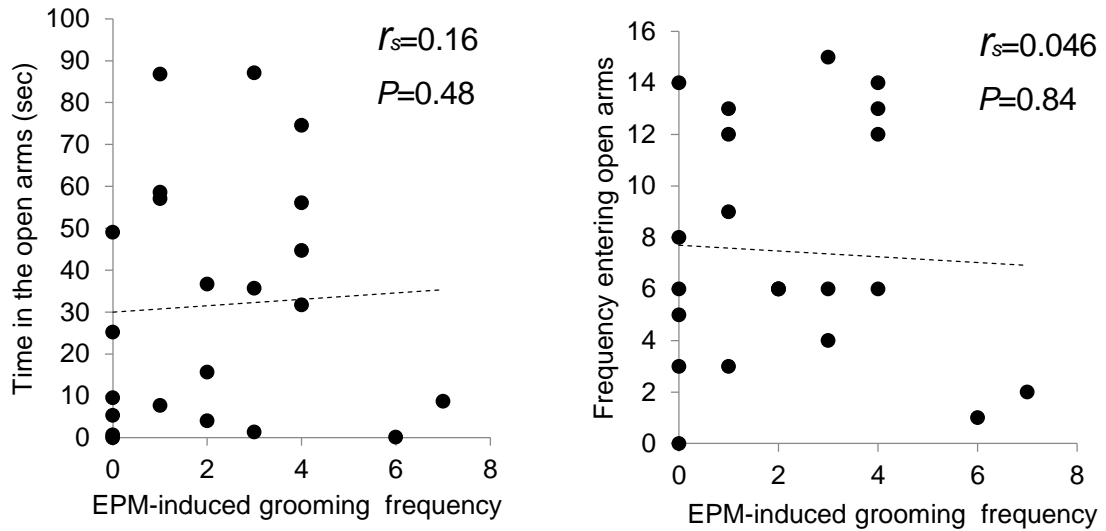 Time in the open arms (sec)
100
90
80
70
60
50
40
30
20
10
0
0 2 4 6 8
EPM-induced grooming frequency
rs=0.16
P=0.48
Frequency entering open arms
16
14
12
10
8
6
4
2
0
0 2 4 6 8
EPM-induced grooming frequency
rs=0.046
P=0.84